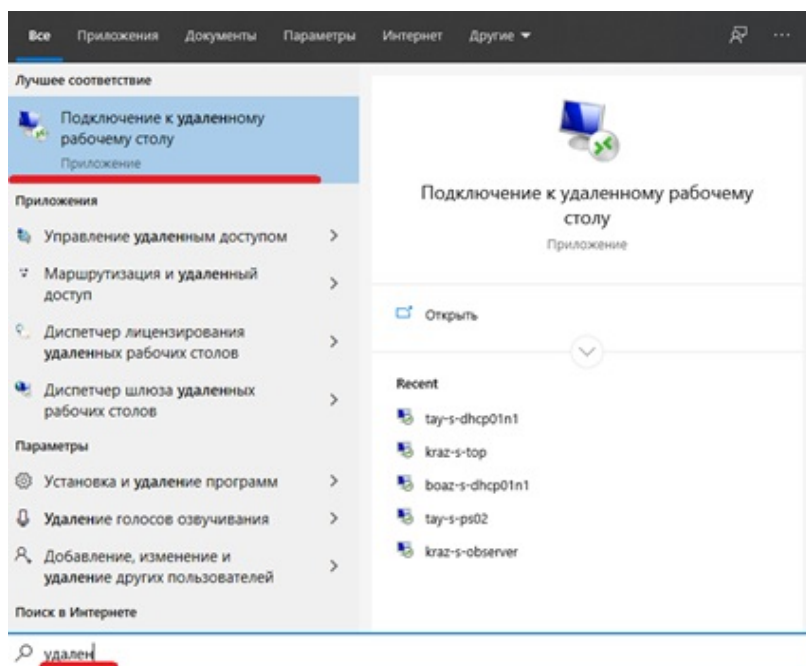 Все Приложения Документы Параметры Интернет Другие
Лучшее соответствие
Подключение к удаленному
рабочему столу
Приложение
Приложения
Управление удаленным доступом
Маршрутизация и удаленный
доступ
Диспетчер лицензирования
удаленных рабочих столов
Диспетчер шлюза удаленных
рабочих столов
Параметры
Установка и удаление программ
Удаление голосов озвучивания
Добавление, изменение и
удаление других пользователей
Поиск в Интернете
удален
Подключение к удаленному рабочему
столу
Приложение
Открыть
Recent
tay-s-dhcp01n1
kraz-s-top
boaz-s-dhcp01n1
tay-s-ps02
kraz-s-observer